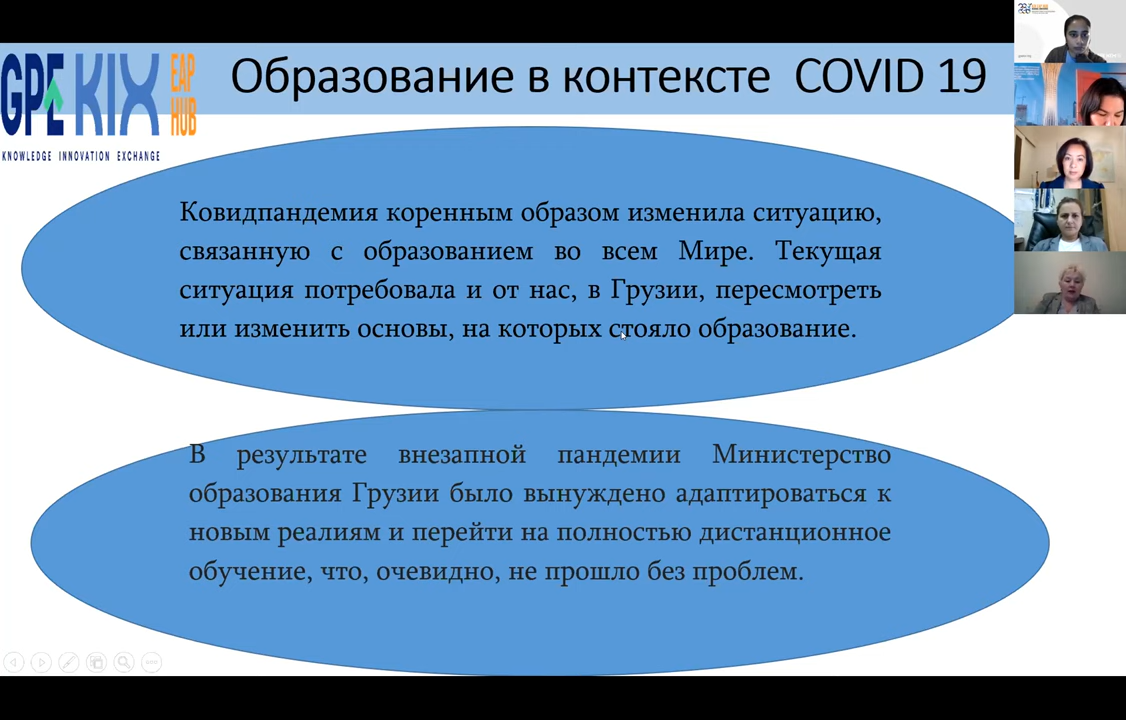 GPE KIX EAP HUB
KNOWLEDGE INNOVATION EXCHANGE
Образование в контексте COVID 19
Ковидпандемия коренным образом изменила ситуацию,
связанную с образованием во всем Мире. Текущая
ситуация потребовала и от нас, в Грузии, пересмотреть
или изменить основы, на которых стояло образование.
В результате внезапной пандемии Министерство
образования Грузии было вынуждено адаптироваться к
новым реалиям и перейти на полностью дистанционное
обучение, что, очевидно, не прошло без проблем.